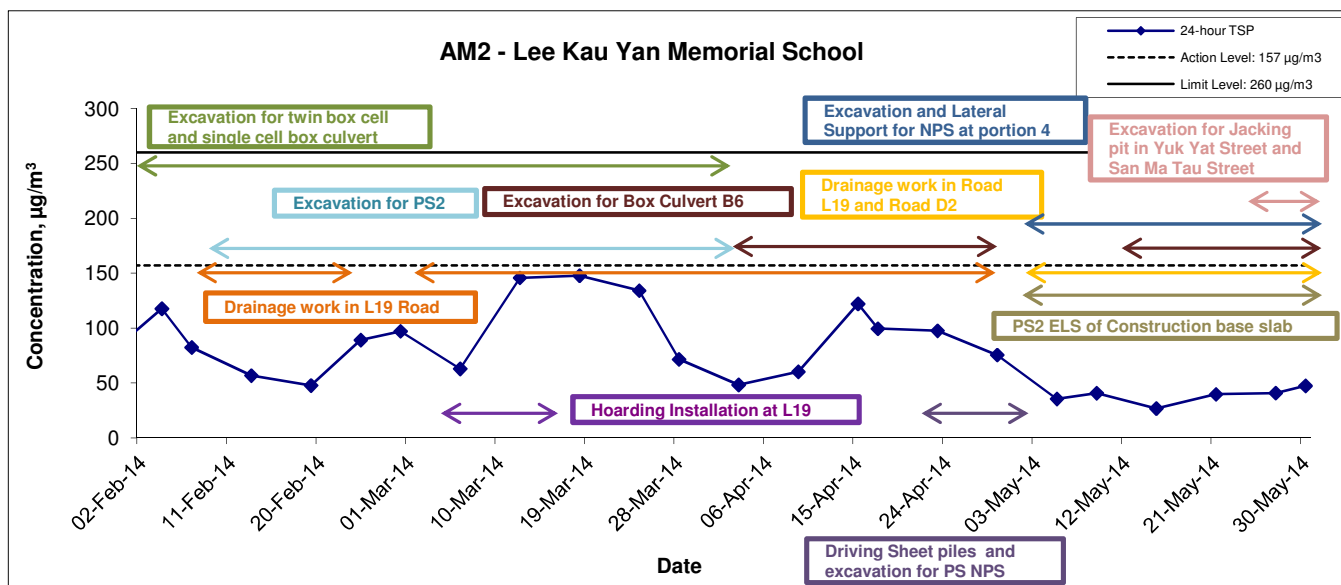 AM2 - Lee Kau Yan Memorial School
24-hour TSP
Action Level: 157 µg/m3
Limit Level: 260 µg/m3
Concentration, µg/m³
300
250
200
150
100
50
0
Excavation for twin box cell
and single cell box culvert
Excavation and Lateral
Support for NPS at portion 4
Excavation for Jacking
pit in Yuk Yat Street and
San Ma Tau Street
Excavation for PS2
Excavation for Box Culvert B6
Drainage work in Road
L19 and Road D2
Drainage work in L19 Road
PS2 ELS of Construction base slab
Hoarding Installation at L19
02-Feb-14
11-Feb-14
20-Feb-14
01-Mar-14
10-Mar-14
19-Mar-14
28-Mar-14
06-Apr-14
15-Apr-14
24-Apr-14
03-May-14
12-May-14
21-May-14
30-May-14
Driving Sheet piles and
excavation for PS NPS
Date